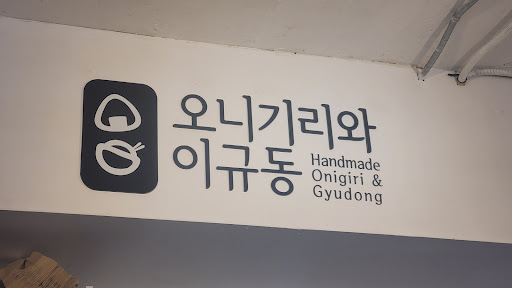 오니기리와
이규동
Handmade
Onigiri &
Gyudong